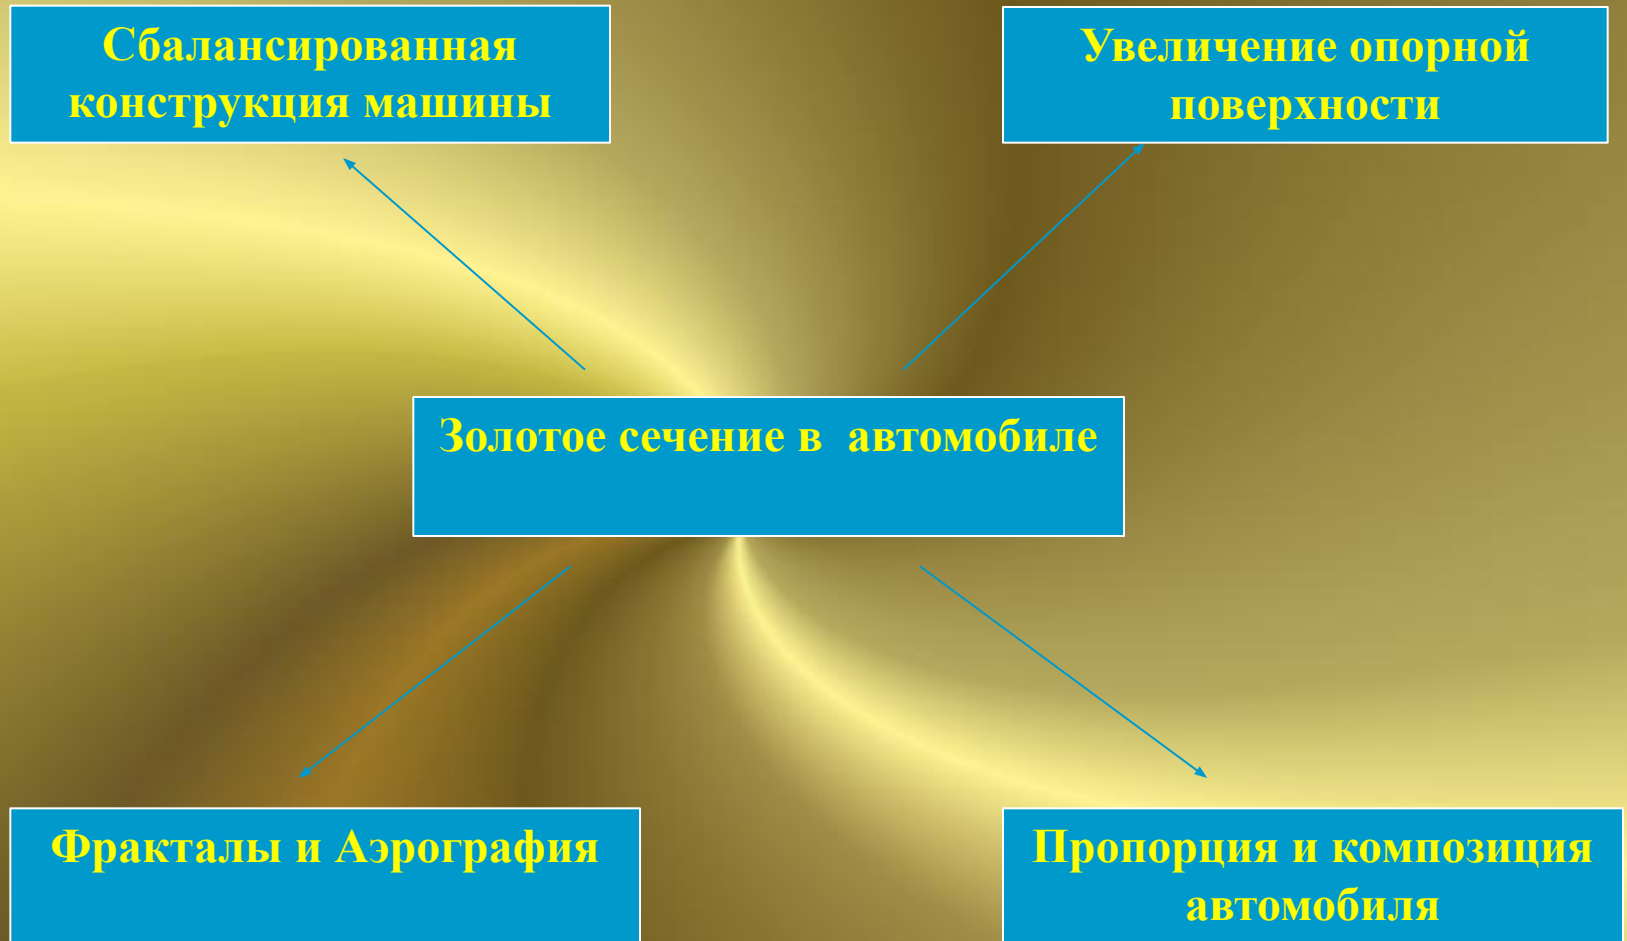 Сбалансированная
конструкция машины
Увеличение опорной
поверхности
Золотое сечение в  автомобиле
Фракталы и Аэрография
Пропорция и композиция
автомобиля